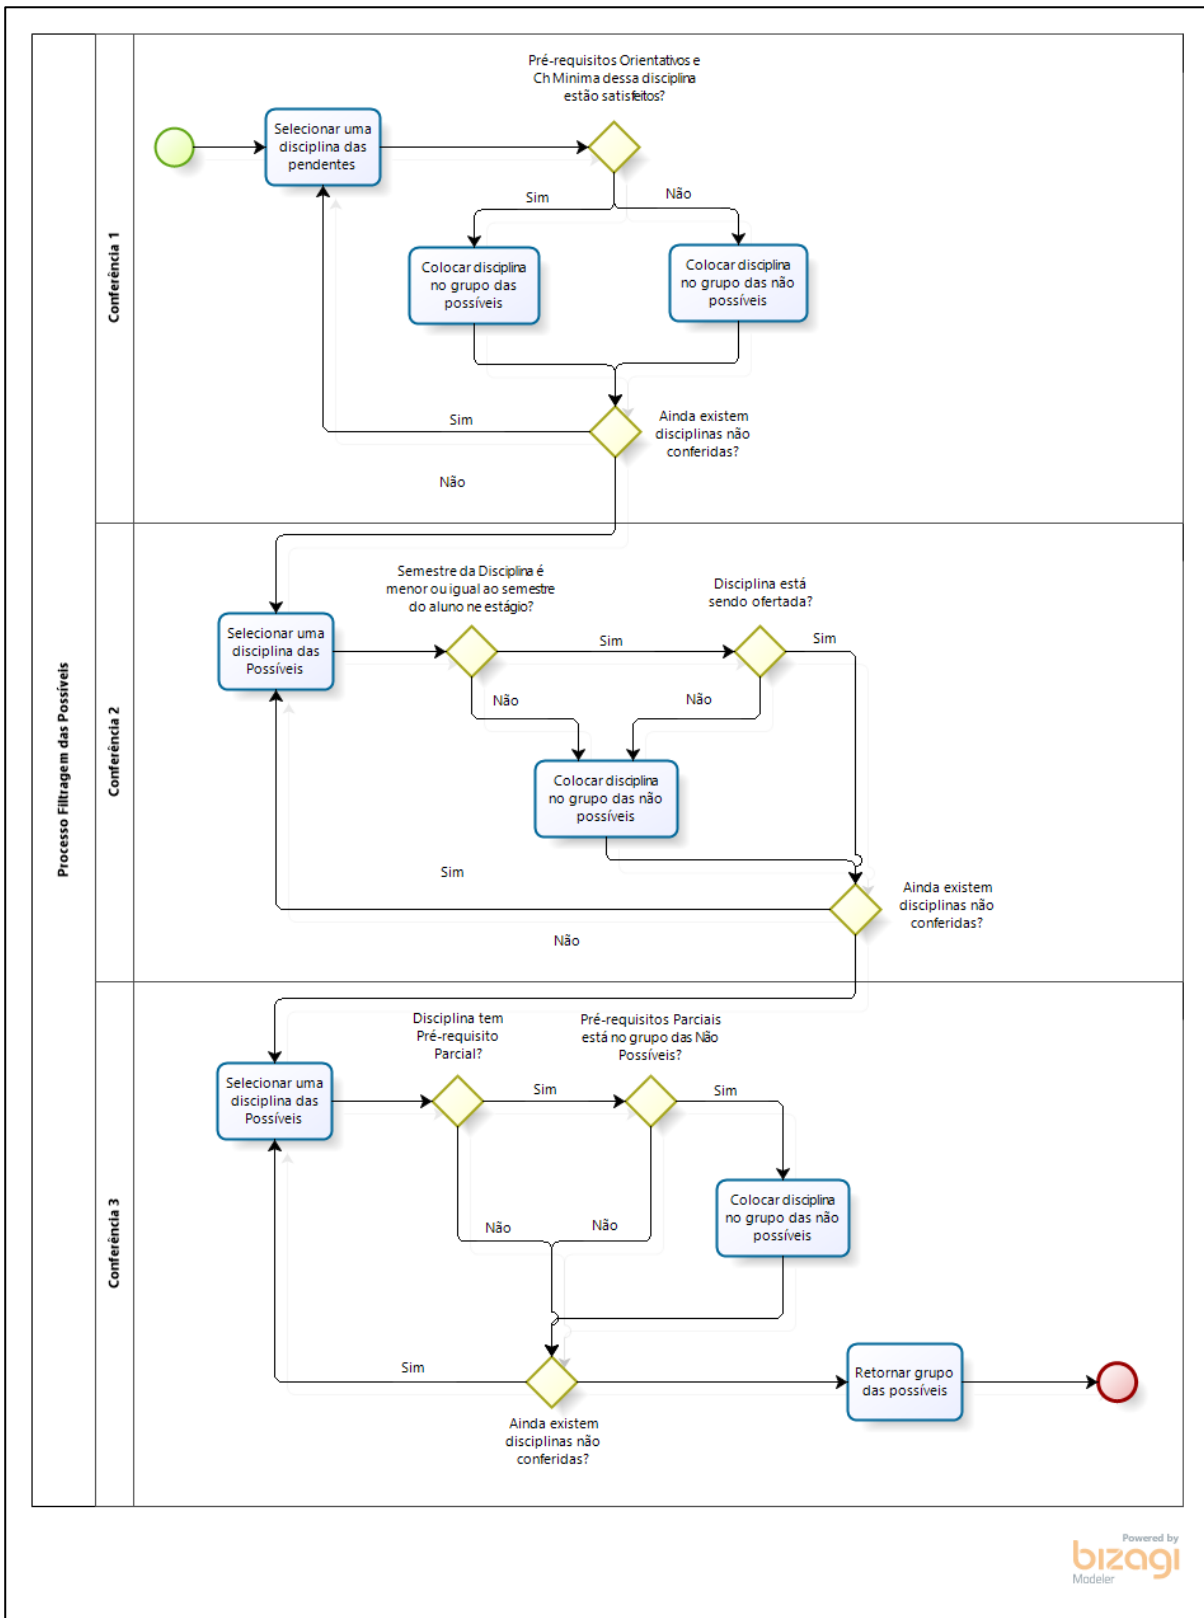 Processo Filtragem das Possíveis
Conferência 1
Pré-requisitos Orientativos e
Ch Minima dessa disciplina
estão satisfeitos?
Selecionar uma
disciplina das
pendentes
Sim
Não
Colocar disciplina
no grupo das
possíveis
Colocar disciplina
no grupo das não
possíveis
Sim
Ainda existem
disciplinas não
conferidas?
Não
Conferência 2
Semestre da Disciplina é
menor ou igual ao semestre
do aluno ne estágio?
Disciplina está
sendo ofertada?
Selecionar uma
disciplina das
Possíveis
Sim
Sim
Não
Não
Colocar disciplina
no grupo das não
possíveis
Sim
Ainda existem
disciplinas não
conferidas?
Não
Conferência 3
Disciplina tem
Pré-requisito
Parcial?
Pré-requisitos Parciais
está no grupo das Não
Possíveis?
Selecionar uma
disciplina das
Possíveis
Sim
Sim
Não
Não
Colocar disciplina
no grupo das não
possíveis
Sim
Ainda existem
disciplinas não
conferidas?
Retornar grupo
das possíveis
Powered by
bizagi
Modeler